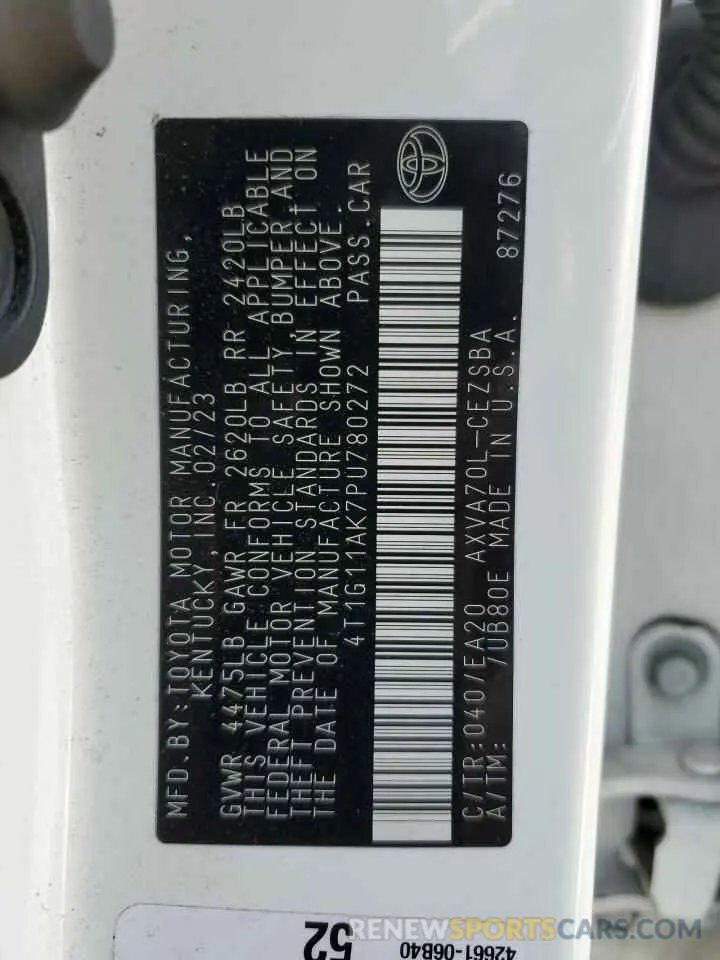 MFD.BY:TOYOTA MOTOR MANUFACTURING,
KENTUCKY,INC.02/23
GVWR 4475LB GAWR FR 2620LB RR 2420LB
THIS VEHICLE CONFORMS TO ALL APPLICABLE
FEDERAL MOTOR VEHICLE SAFETY, BUMPER AND
THEFT PREVENTION STANDARDS IN EFFECT ON
THE DATE OF MANUFACTURE SHOWN ABOVE.
4T1G11AK7PU780272 PASS.CAR
C/TR:040/EA20 AXVA70L-CEZSBA
A/TM: /UB80E MADE IN U.S.A. 87276
52
42661-06B40
RENEWSPORTSCARS.COM